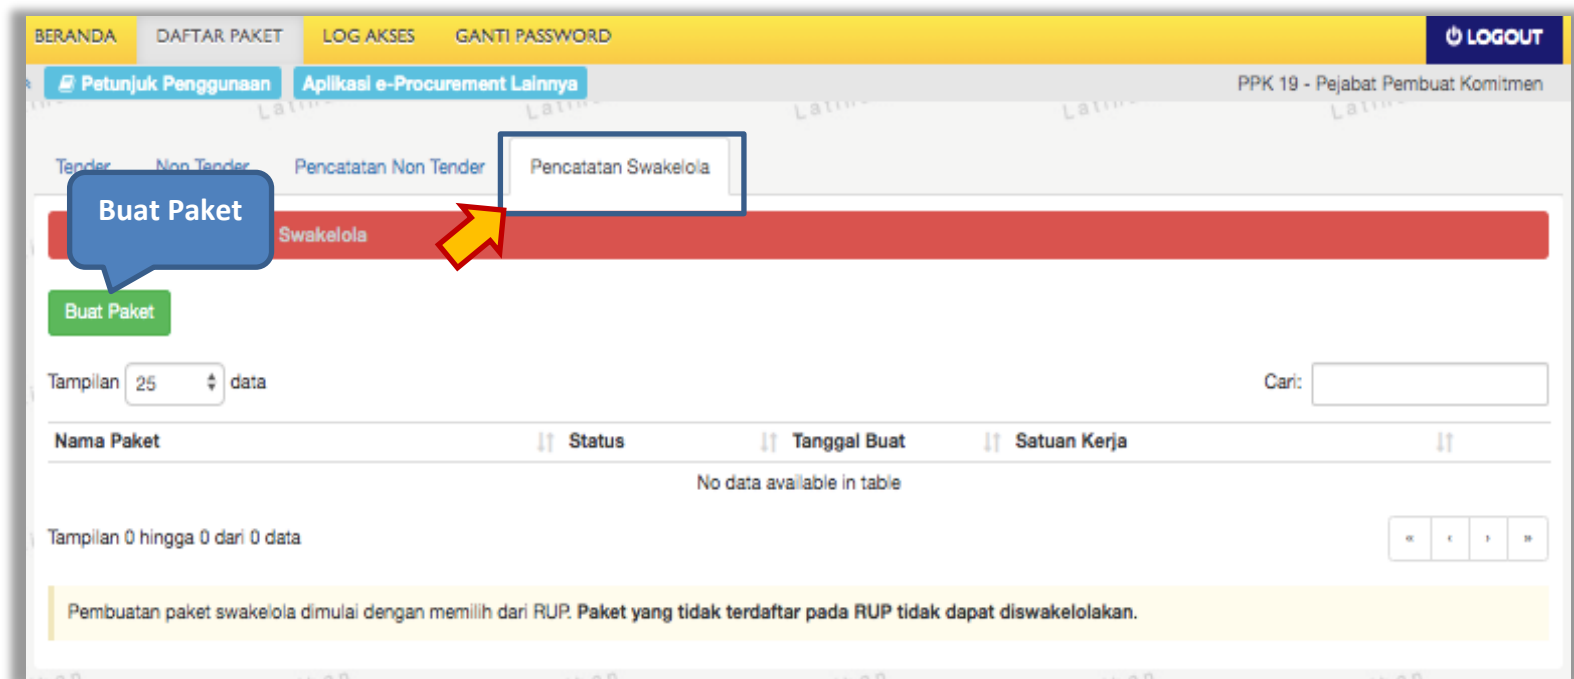 BERANDA DAFTAR PAKET LOG AKSES GANTI PASSWORD LOGOUT
Petunjuk Penggunaan Aplikasi e-Procurement Lainnya PPK 19 - Pejabat Pembuat Komitmen
Tender Non Tender Pencatatan Non Tender Pencatatan Swakelola
Buat Paket
Swakelola
Buat Paket
Tampilan 25 data Cari:
Nama Paket Status Tanggal Buat Satuan Kerja
No data available in table
Tampilan 0 hingga 0 dari 0 data « ‹ › »
Pembuatan paket swakelola dimulai dengan memilih dari RUP. Paket yang tidak terdaftar pada RUP tidak dapat diswakelolakan.